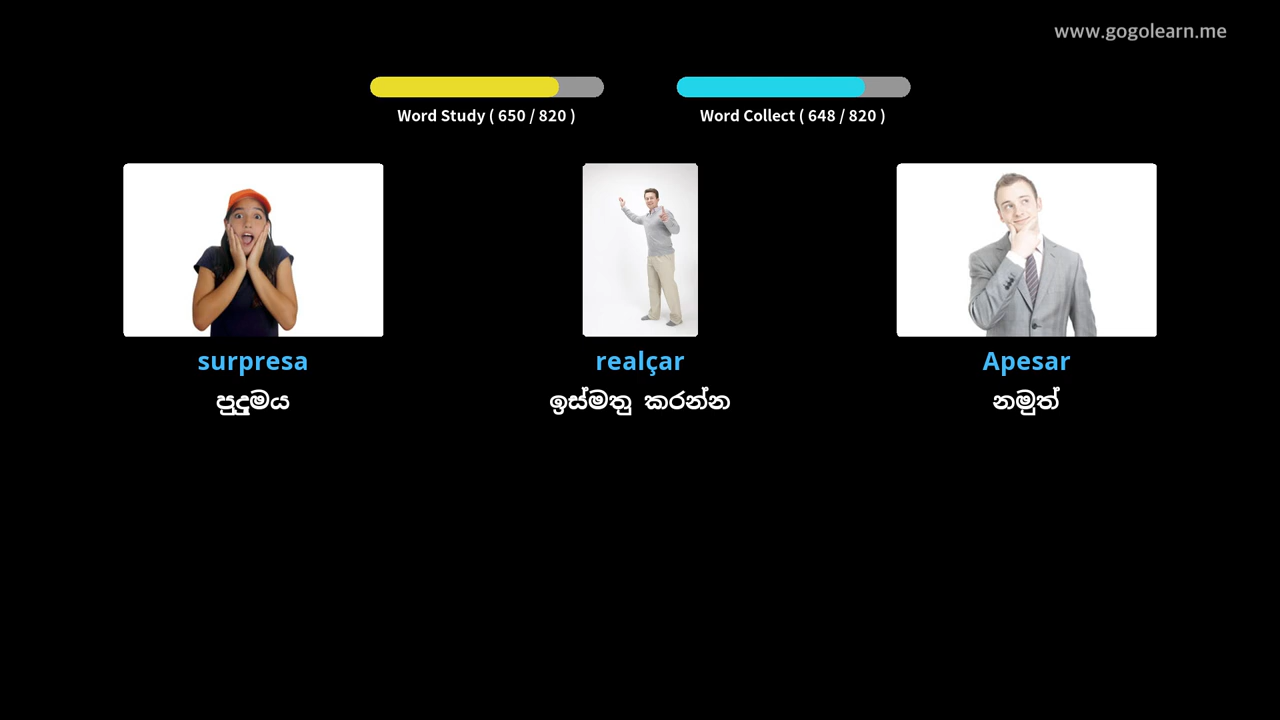 www.gogolearn.me
Word Study ( 650 / 820 )
Word Collect ( 648 / 820 )
surpresa
realçar
Apesar
පුදුමය
ඉස්මතු කරන්න
නමුත්